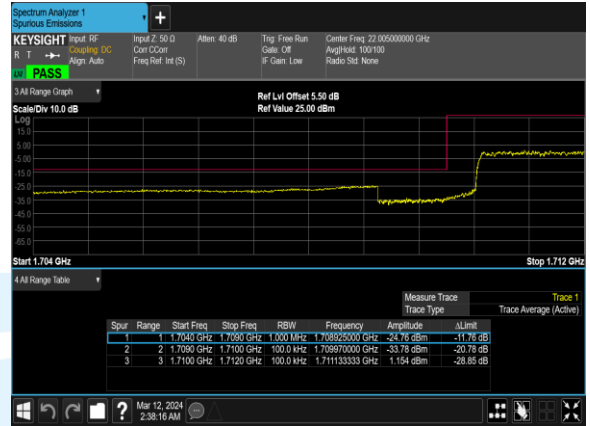 Spectrum Analyzer 1
Spurious Emissions
KEYSIGHT Input: RF Input Z: 50 Ω Atten: 40 dB Trig: Free Run Center Freq: 22.005000000 GHz
R T Coupling: DC Corr CCorr Gate: Off Avg|Hold: 100/100
Align: Auto Freq Ref: Int (S) IF Gain: Low Radio Std: None
PASS
3 All Range Graph
Ref Lvl Offset 5.50 dB
Scale/Div 10.0 dB Ref Value 25.00 dBm
Log
15.0
5.00
-5.00
-15.0
-25.0
-35.0
-45.0
-55.0
-65.0
Start 1.704 GHz Stop 1.712 GHz
4 All Range Table
Measure Trace Trace 1
Trace Type Trace Average (Active)
Spur Range Start Freq Stop Freq RBW Frequency Amplitude ΔLimit
1 1 1.7040 GHz 1.7090 GHz 1.000 MHz 1.708925000 GHz -24.76 dBm -11.76 dB
2 2 1.7090 GHz 1.7100 GHz 100.0 kHz 1.709970000 GHz -33.78 dBm -20.78 dB
3 3 1.7100 GHz 1.7120 GHz 100.0 kHz 1.711133333 GHz 1.154 dBm -28.85 dB
?
Mar 12, 2024
2:38:16 AM